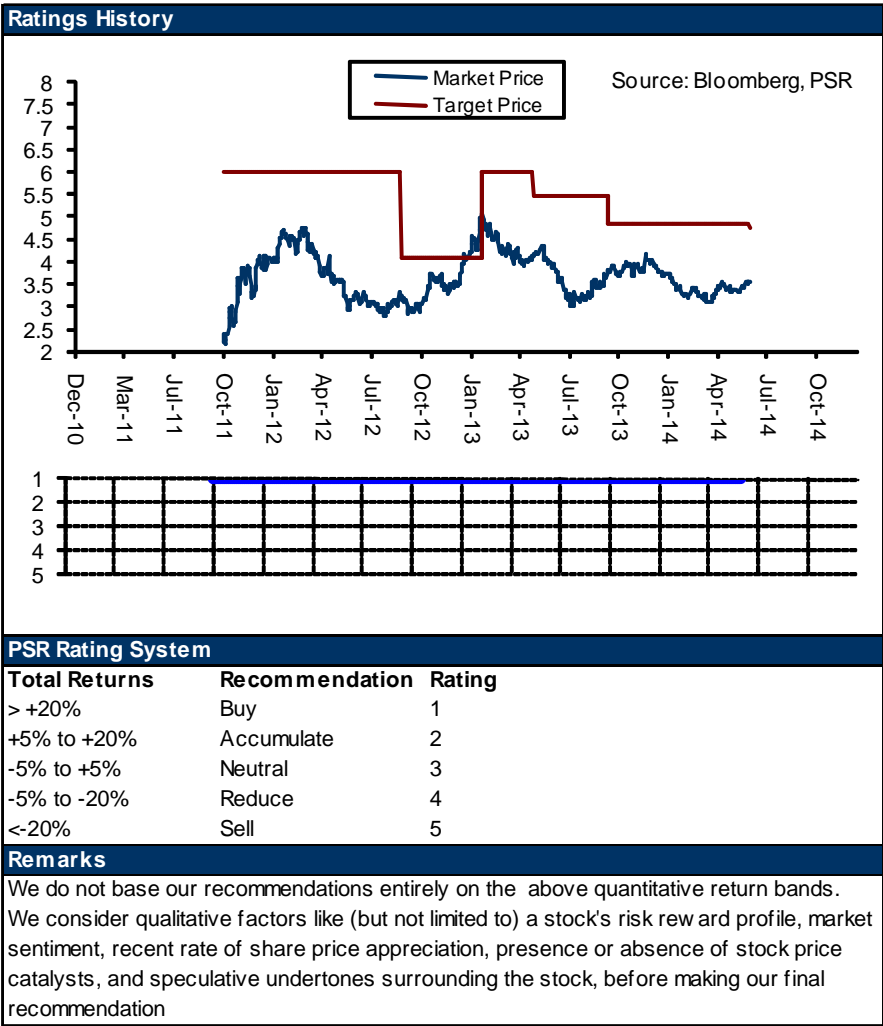 Ratings History
Market Price
Target Price
Source: Bloomberg, PSR
8
7.5
7
6.5
6
5.5
5
4.5
4
3.5
3
2.5
2
Dec-10
Mar-11
Jul-11
Oct-11
Jan-12
Apr-12
Jul-12
Oct-12
Jan-13
Apr-13
Jul-13
Oct-13
Jan-14
Apr-14
Jul-14
Oct-14
1
2
3
4
5
PSR Rating System
Total Returns Recommendation Rating
> +20% Buy 1
+5% to +20% Accumulate 2
-5% to +5% Neutral 3
-5% to -20% Reduce 4
<-20% Sell 5
Remarks
We do not base our recommendations entirely on the above quantitative return bands.
We consider qualitative factors like (but not limited to) a stock's risk reward profile, market
sentiment, recent rate of share price appreciation, presence or absence of stock price
catalysts, and speculative undertones surrounding the stock, before making our final
recommendation